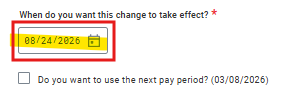 When do you want this change to take effect? *
08/24/2026
Do you want to use the next pay period? (03/08/2026)